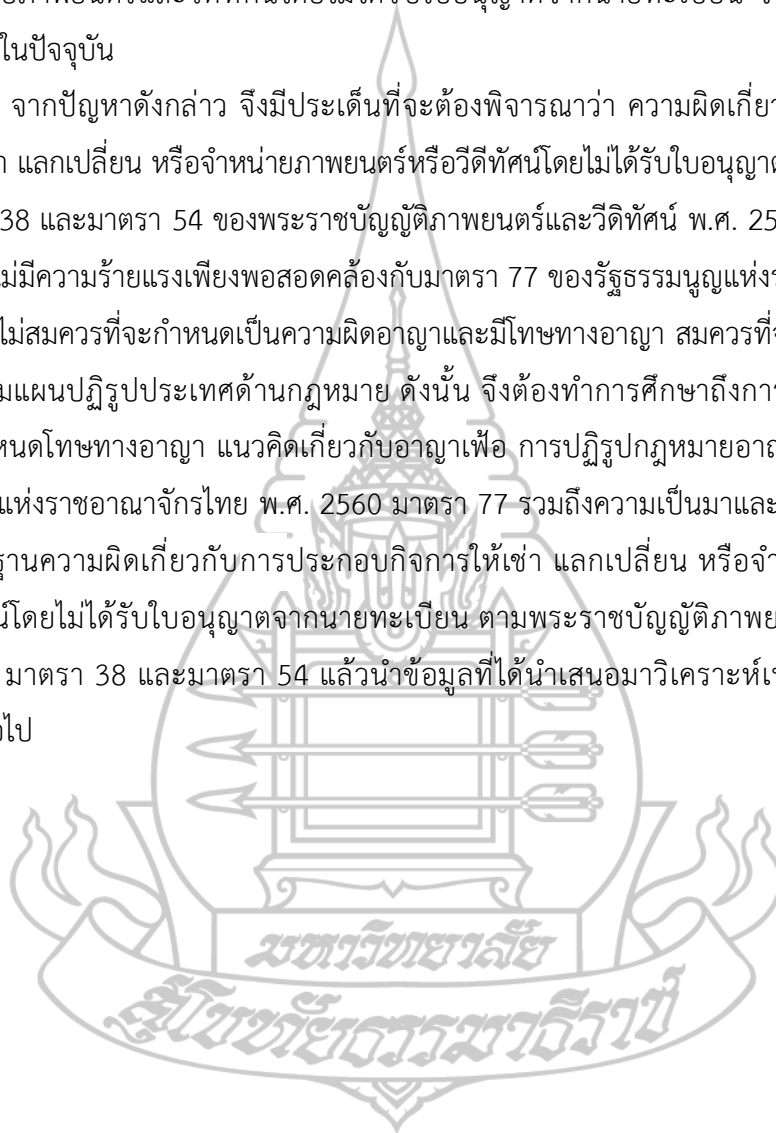 ในปัจจุบัน
จากปัญหาดังกล่าว จึงมีประเด็นที่จะต้องพิจารณาว่า ความผิดเกี่ยว
แลกเปลี่ยน หรือจำหน่ายภาพยนตร์หรือวีดิทัศน์โดยไม่ได้รับใบอนุญาต
38 และมาตรา 54 ของพระราชบัญญัติภาพยนตร์และวีดิทัศน์ พ.ศ. 25
ไม่มีความร้ายแรงเพียงพอสอดคล้องกับมาตรา 77 ของรัฐธรรมนูญแห่ง
ไม่สมควรที่จะกำหนดเป็นความผิดอาญาและมีโทษทางอาญา สมควรที่
มแผนปฏิรูปประเทศด้านกฎหมาย ดังนั้น จึงต้องทำการศึกษาถึงการ
หนดโทษทางอาญา แนวคิดเกี่ยวกับอาญาเฟ้อ การปฏิรูปกฎหมายอาญ
แห่งราชอาณาจักรไทย พ.ศ. 2560 มาตรา 77 รวมถึงความเป็นมาและ
ฐานความผิดเกี่ยวกับการประกอบกิจการให้เช่า แลกเปลี่ยน หรือจำ
น์โดยไม่ได้รับใบอนุญาตจากนายทะเบียน ตามพระราชบัญญัติภาพย
มาตรา 38 และมาตรา 54 แล้วนำข้อมูลที่ได้นำเสนอมาวิเคราะห์เ
อไป
มหาวิทยาลัย
สุโขทัยธรรมาธิราช